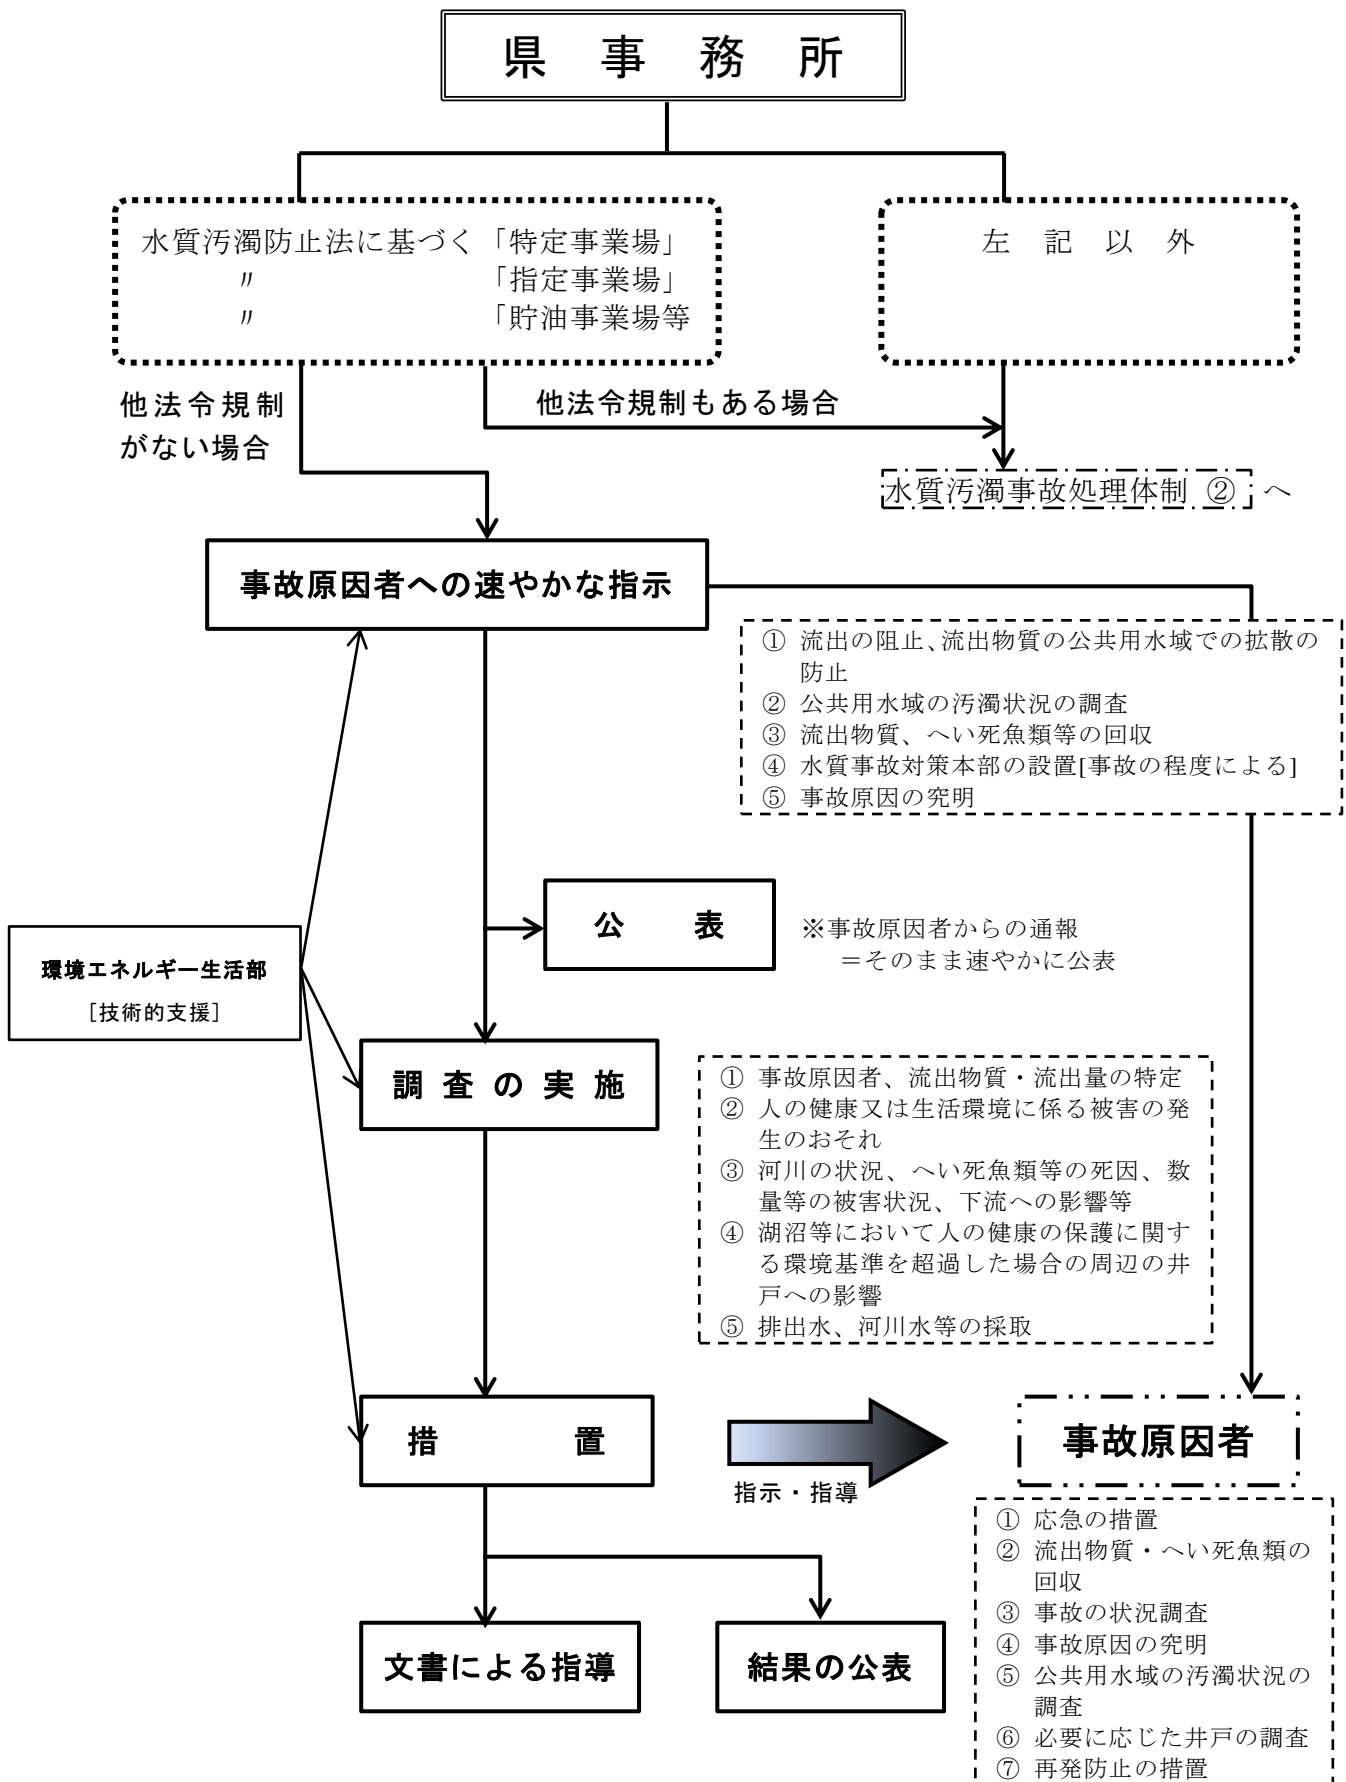 県事務所
水質汚濁防止法に基づく「特定事業場」
〃 「指定事業場」
〃 「貯油事業場等
左記以外
他法令規制
がない場合
他法令規制もある場合
水質汚濁事故処理体制 ② へ
事故原因者への速やかな指示
① 流出の阻止、流出物質の公共用水域での拡散の
防止
② 公共用水域の汚濁状況の調査
③ 流出物質、へい死魚類等の回収
④ 水質事故対策本部の設置[事故の程度による]
⑤ 事故原因の究明
公表
※事故原因者からの通報
＝そのまま速やかに公表
環境エネルギー生活部
［技術的支援］
調査の実施
① 事故原因者、流出物質・流出量の特定
② 人の健康又は生活環境に係る被害の発
生のおそれ
③ 河川の状況、へい死魚類等の死因、数
量等の被害状況、下流への影響等
④ 湖沼等において人の健康の保護に関す
る環境基準を超過した場合の周辺の井
戸への影響
⑤ 排出水、河川水等の採取
措置
指示・指導
事故原因者
① 応急の措置
② 流出物質・へい死魚類の
回収
③ 事故の状況調査
④ 事故原因の究明
⑤ 公共用水域の汚濁状況の
調査
⑥ 必要に応じた井戸の調査
⑦ 再発防止の措置
文書による指導
結果の公表